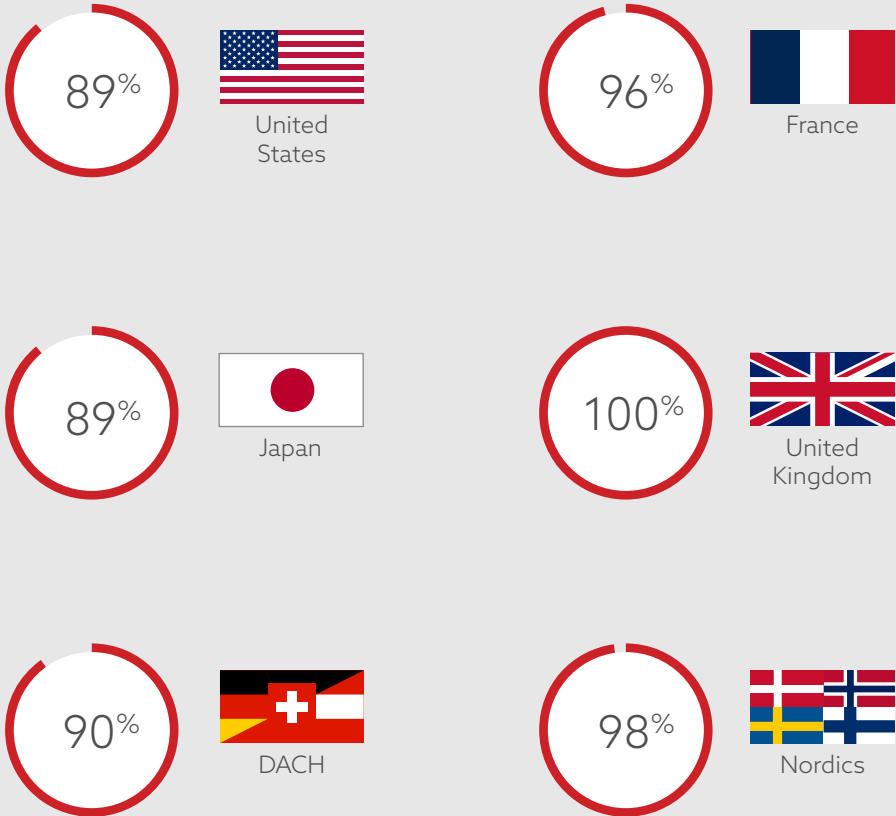 89%
United
States
96%
France
89%
Japan
100%
United
Kingdom
90%
DACH
98%
Nordics